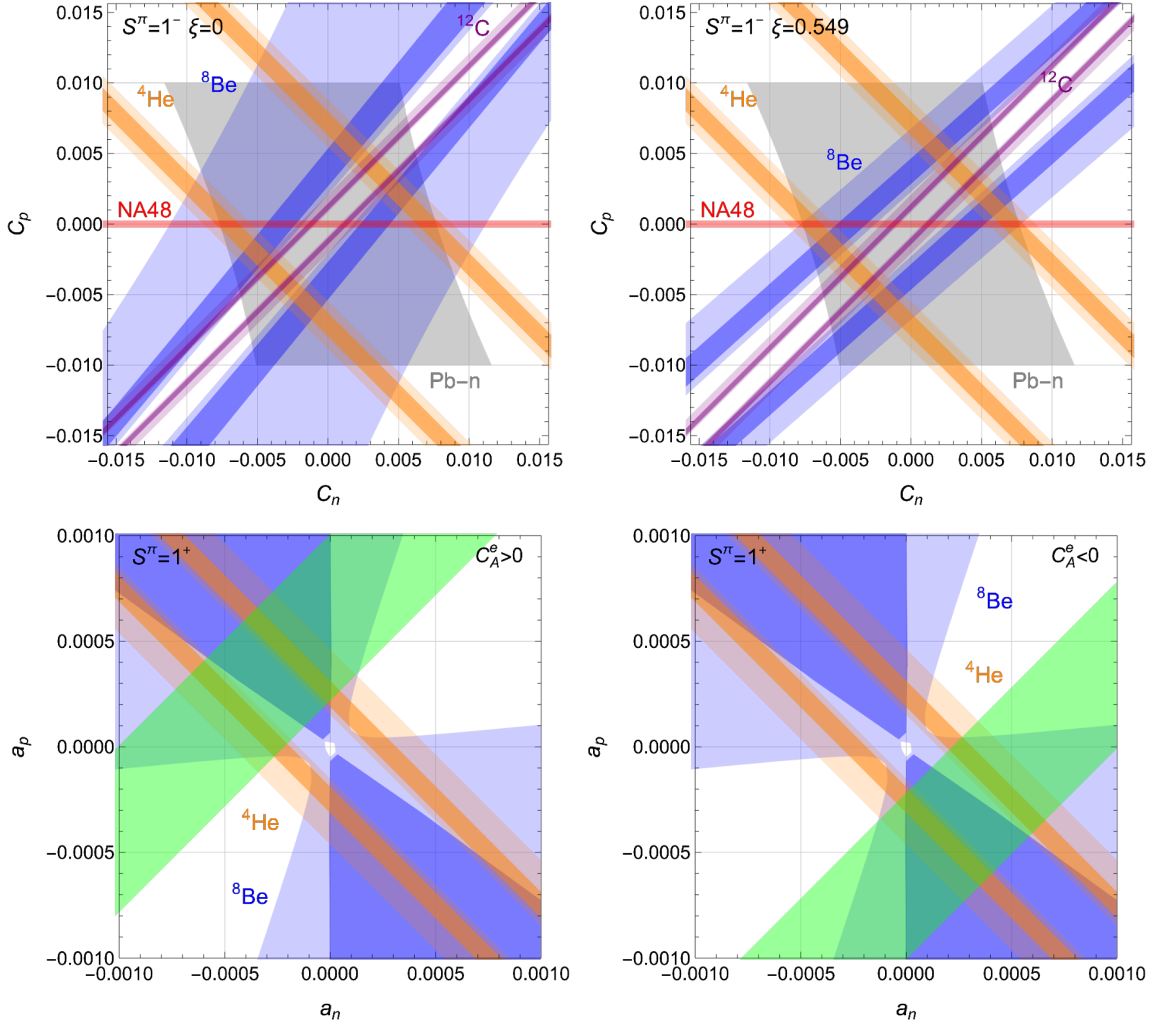 S^π=1^- ξ=0
^12C
^8Be
^4He
NA48
Pb−n
0.015
0.010
0.005
0.000
−0.005
−0.010
−0.015
C_p
−0.015 −0.010 −0.005 0.000 0.005 0.010 0.015
C_n
S^π=1^- ξ=0.549
^12C
^4He
^8Be
NA48
Pb−n
0.015
0.010
0.005
0.000
−0.005
−0.010
−0.015
C_p
−0.015 −0.010 −0.005 0.000 0.005 0.010 0.015
C_n
S^π=1^+ C_A^e>0
^4He
^8Be
0.0010
0.0005
0.0000
−0.0005
−0.0010
a_p
−0.0010 −0.0005 0.0000 0.0005 0.0010
a_n
S^π=1^+ C_A^e<0
^8Be
^4He
0.0010
0.0005
0.0000
−0.0005
−0.0010
a_p
−0.0010 −0.0005 0.0000 0.0005 0.0010
a_n